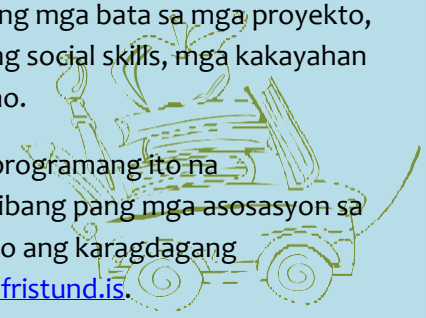 ng mga bata sa mga proyekto,
ng social skills, mga kakayahan
o.
programang ito na
ibang pang mga asosasyon sa
o ang karagdagang
fristund.is.